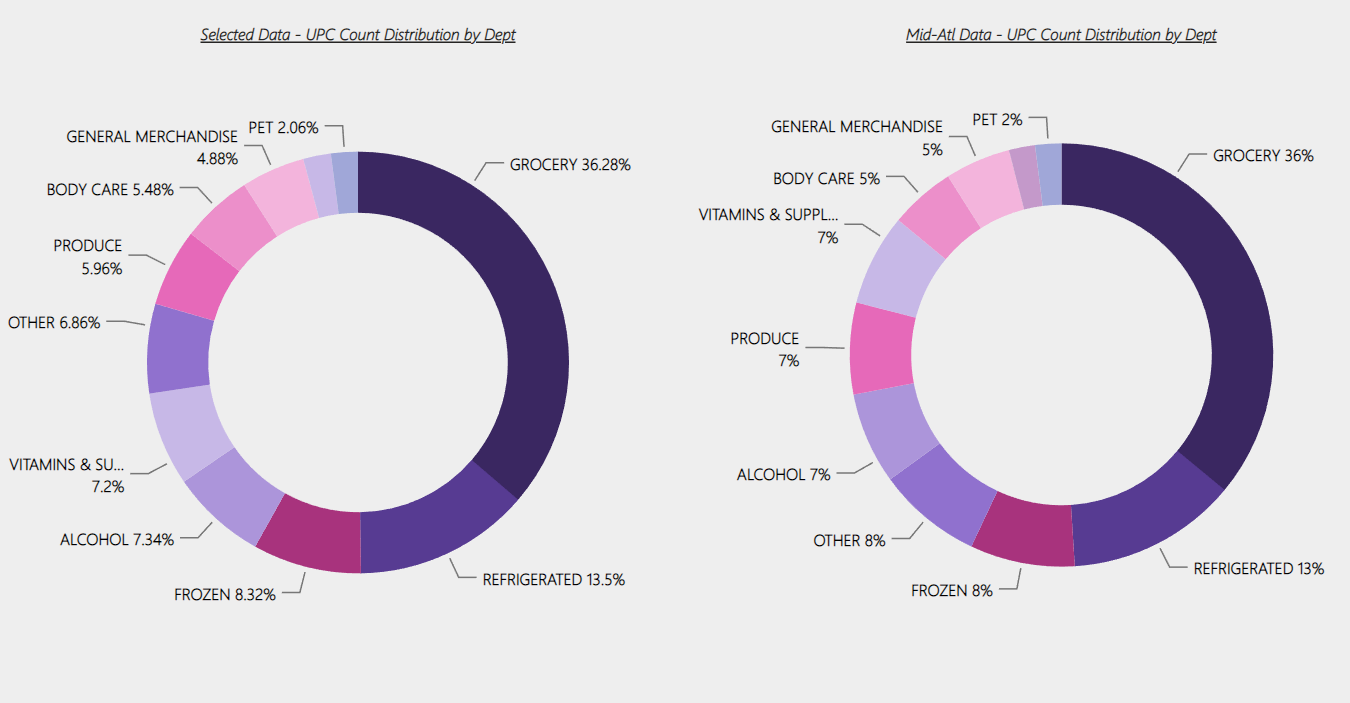 Selected Data - UPC Count Distribution by Dept
PET 2.06%
GENERAL MERCHANDISE
4.88%
GROCERY 36.28%
BODY CARE 5.48%
PRODUCE
5.96%
OTHER 6.86%
VITAMINS & SU...
7.2%
ALCOHOL 7.34%
FROZEN 8.32%
REFRIGERATED 13.5%
Mid-Atl Data - UPC Count Distribution by Dept
PET 2%
GENERAL MERCHANDISE
5%
GROCERY 36%
BODY CARE 5%
VITAMINS & SUPPL...
7%
PRODUCE
7%
ALCOHOL 7%
OTHER 8%
FROZEN 8%
REFRIGERATED 13%